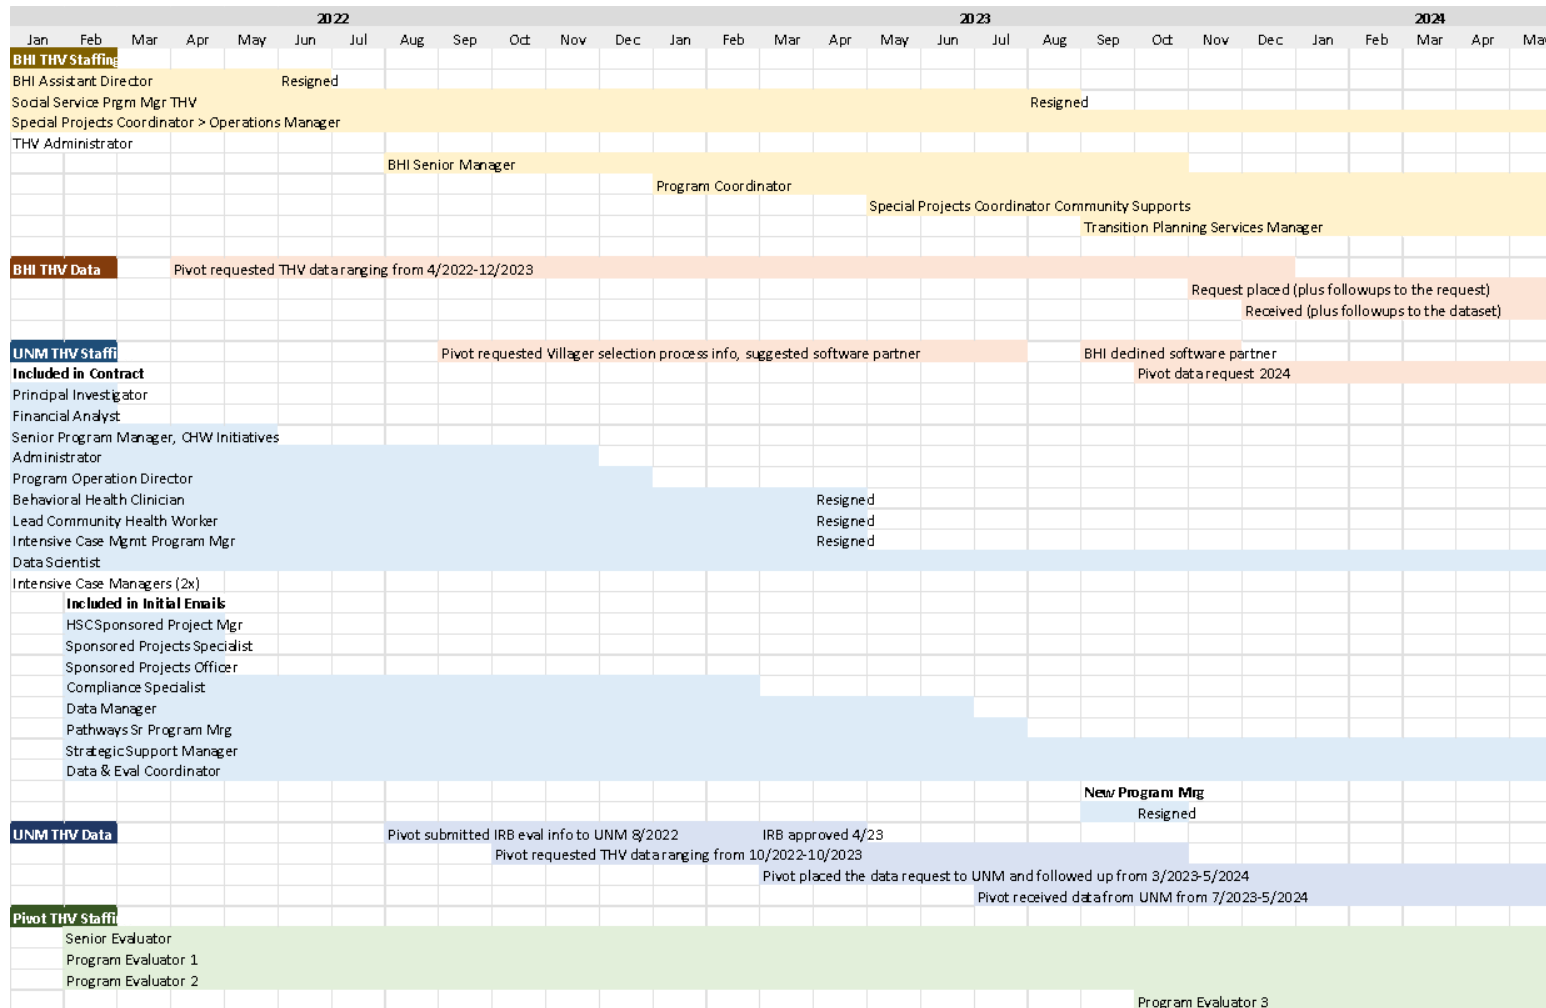 2022 2023 2024
Jan Feb Mar Apr May Jun Jul Aug Sep Oct Nov Dec Jan Feb Mar Apr May Jun Jul Aug Sep Oct Nov Dec Jan Feb Mar Apr Ma
BHI THV Staffing
BHI Assistant Director Resigned
Social Service Prgm Mgr THV Resigned
Special Projects Coordinator > Operations Manager
THV Administrator
BHI Senior Manager
Program Coordinator
Special Projects Coordinator Community Supports
Transition Planning Services Manager
BHI THV Data Pivot requested THV data ranging from 4/2022-12/2023
Request placed (plus followups to the request)
Received (plus followups to the dataset)
UNM THV Staffi Pivot requested Villager selection process info, suggested software partner BHI declined software partner
Included in Contract Pivot data request 2024
Principal Investigator
Financial Analyst
Senior Program Manager, CHW Initiatives
Administrator
Program Operation Director
Behavioral Health Clinician Resigned
Lead Community Health Worker Resigned
Intensive Case Mgmt Program Mgr Resigned
Data Scientist
Intensive Case Managers (2x)
Included in Initial Emails
HSC Sponsored Project Mgr
Sponsored Projects Specialist
Sponsored Projects Officer
Compliance Specialist
Data Manager
Pathways Sr Program Mrg
Strategic Support Manager
Data & Eval Coordinator
New Program Mrg
Resigned
UNM THV Data Pivot submitted IRB eval info to UNM 8/2022 IRB approved 4/23
Pivot requested THV data ranging from 10/2022-10/2023
Pivot placed the data request to UNM and followed up from 3/2023-5/2024
Pivot received data from UNM from 7/2023-5/2024
Pivot THV Staffi
Senior Evaluator
Program Evaluator 1
Program Evaluator 2
Program Evaluator 3